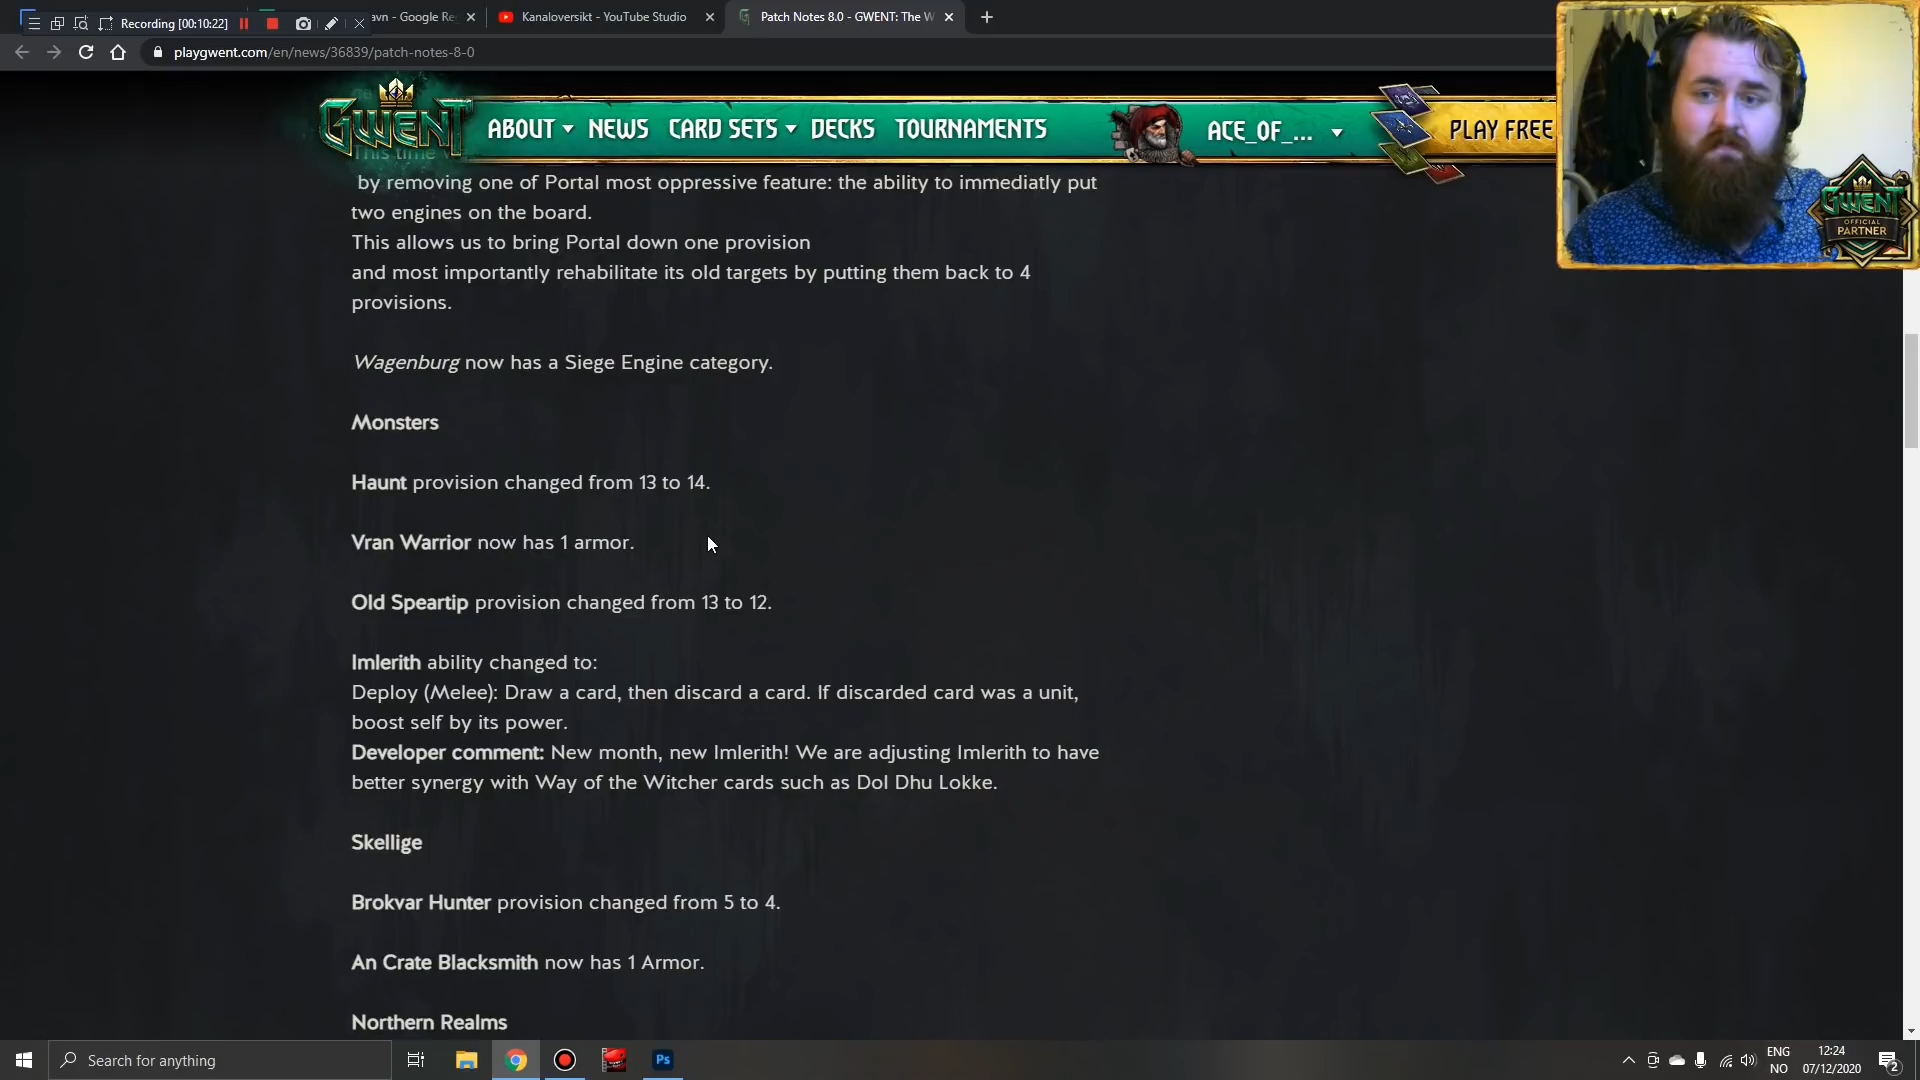 Recording [00:10:22]
avn - Google Re
Kanaloversikt - YouTube Studio
Patch Notes 8.0 - GWENT: The W
playgwent.com/en/news/36839/patch-notes-8-0
GWENT
ABOUT
NEWS
CARD SETS
DECKS
TOURNAMENTS
ACE_OF_...
PLAY FREE
GWENT
OFFICIAL
PARTNER
This time
by removing one of Portal most oppressive feature: the ability to immediatly put
two engines on the board.
This allows us to bring Portal down one provision
and most importantly rehabilitate its old targets by putting them back to 4
provisions.
Wagenburg now has a Siege Engine category.
Monsters
Haunt provision changed from 13 to 14.
Vran Warrior now has 1 armor.
Old Speartip provision changed from 13 to 12.
Imlerith ability changed to:
Deploy (Melee): Draw a card, then discard a card. If discarded card was a unit,
boost self by its power.
Developer comment: New month, new Imlerith! We are adjusting Imlerith to have
better synergy with Way of the Witcher cards such as Dol Dhu Lokke.
Skellige
Brokvar Hunter provision changed from 5 to 4.
An Crate Blacksmith now has 1 Armor.
Northern Realms
Search for anything
Ps
ENG
NO
12:24
07/12/2020
2